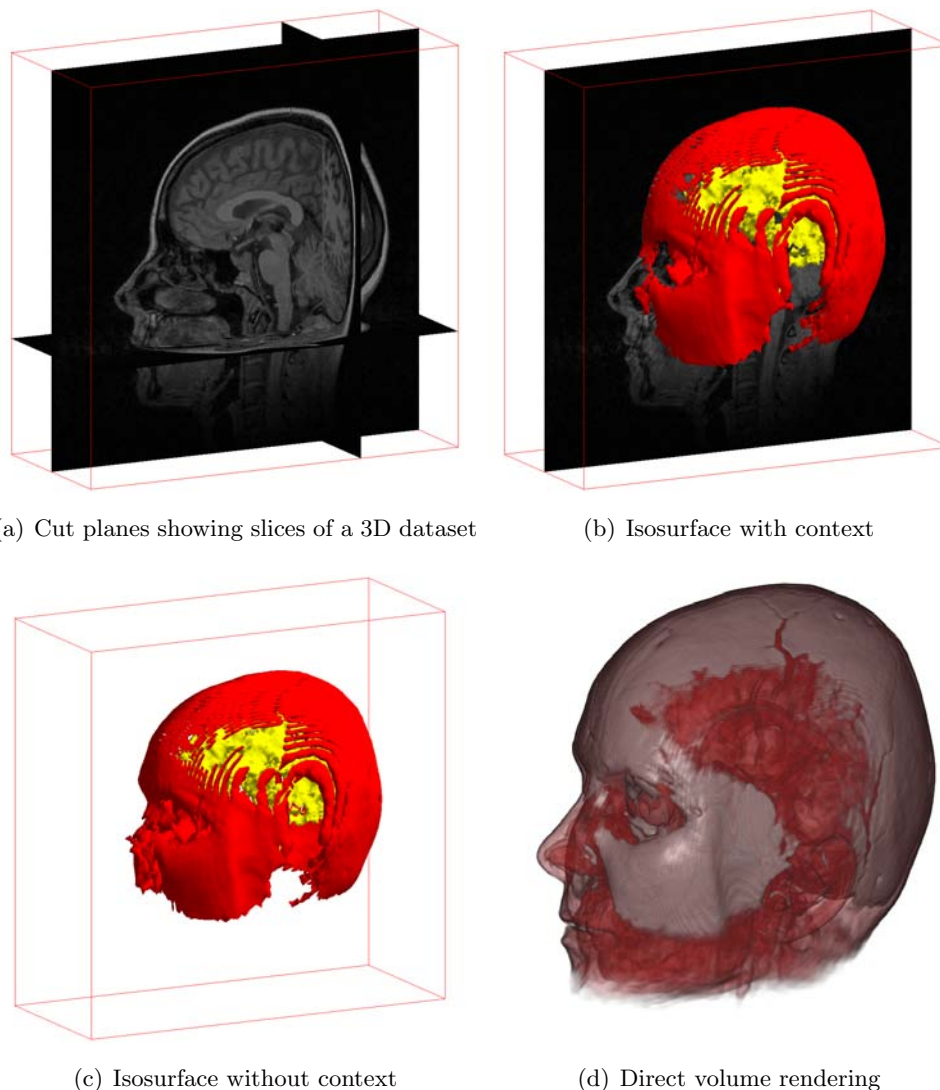 a) Cut planes showing slices of a 3D dataset
(b) Isosurface with context
(c) Isosurface without context
(d) Direct volume rendering